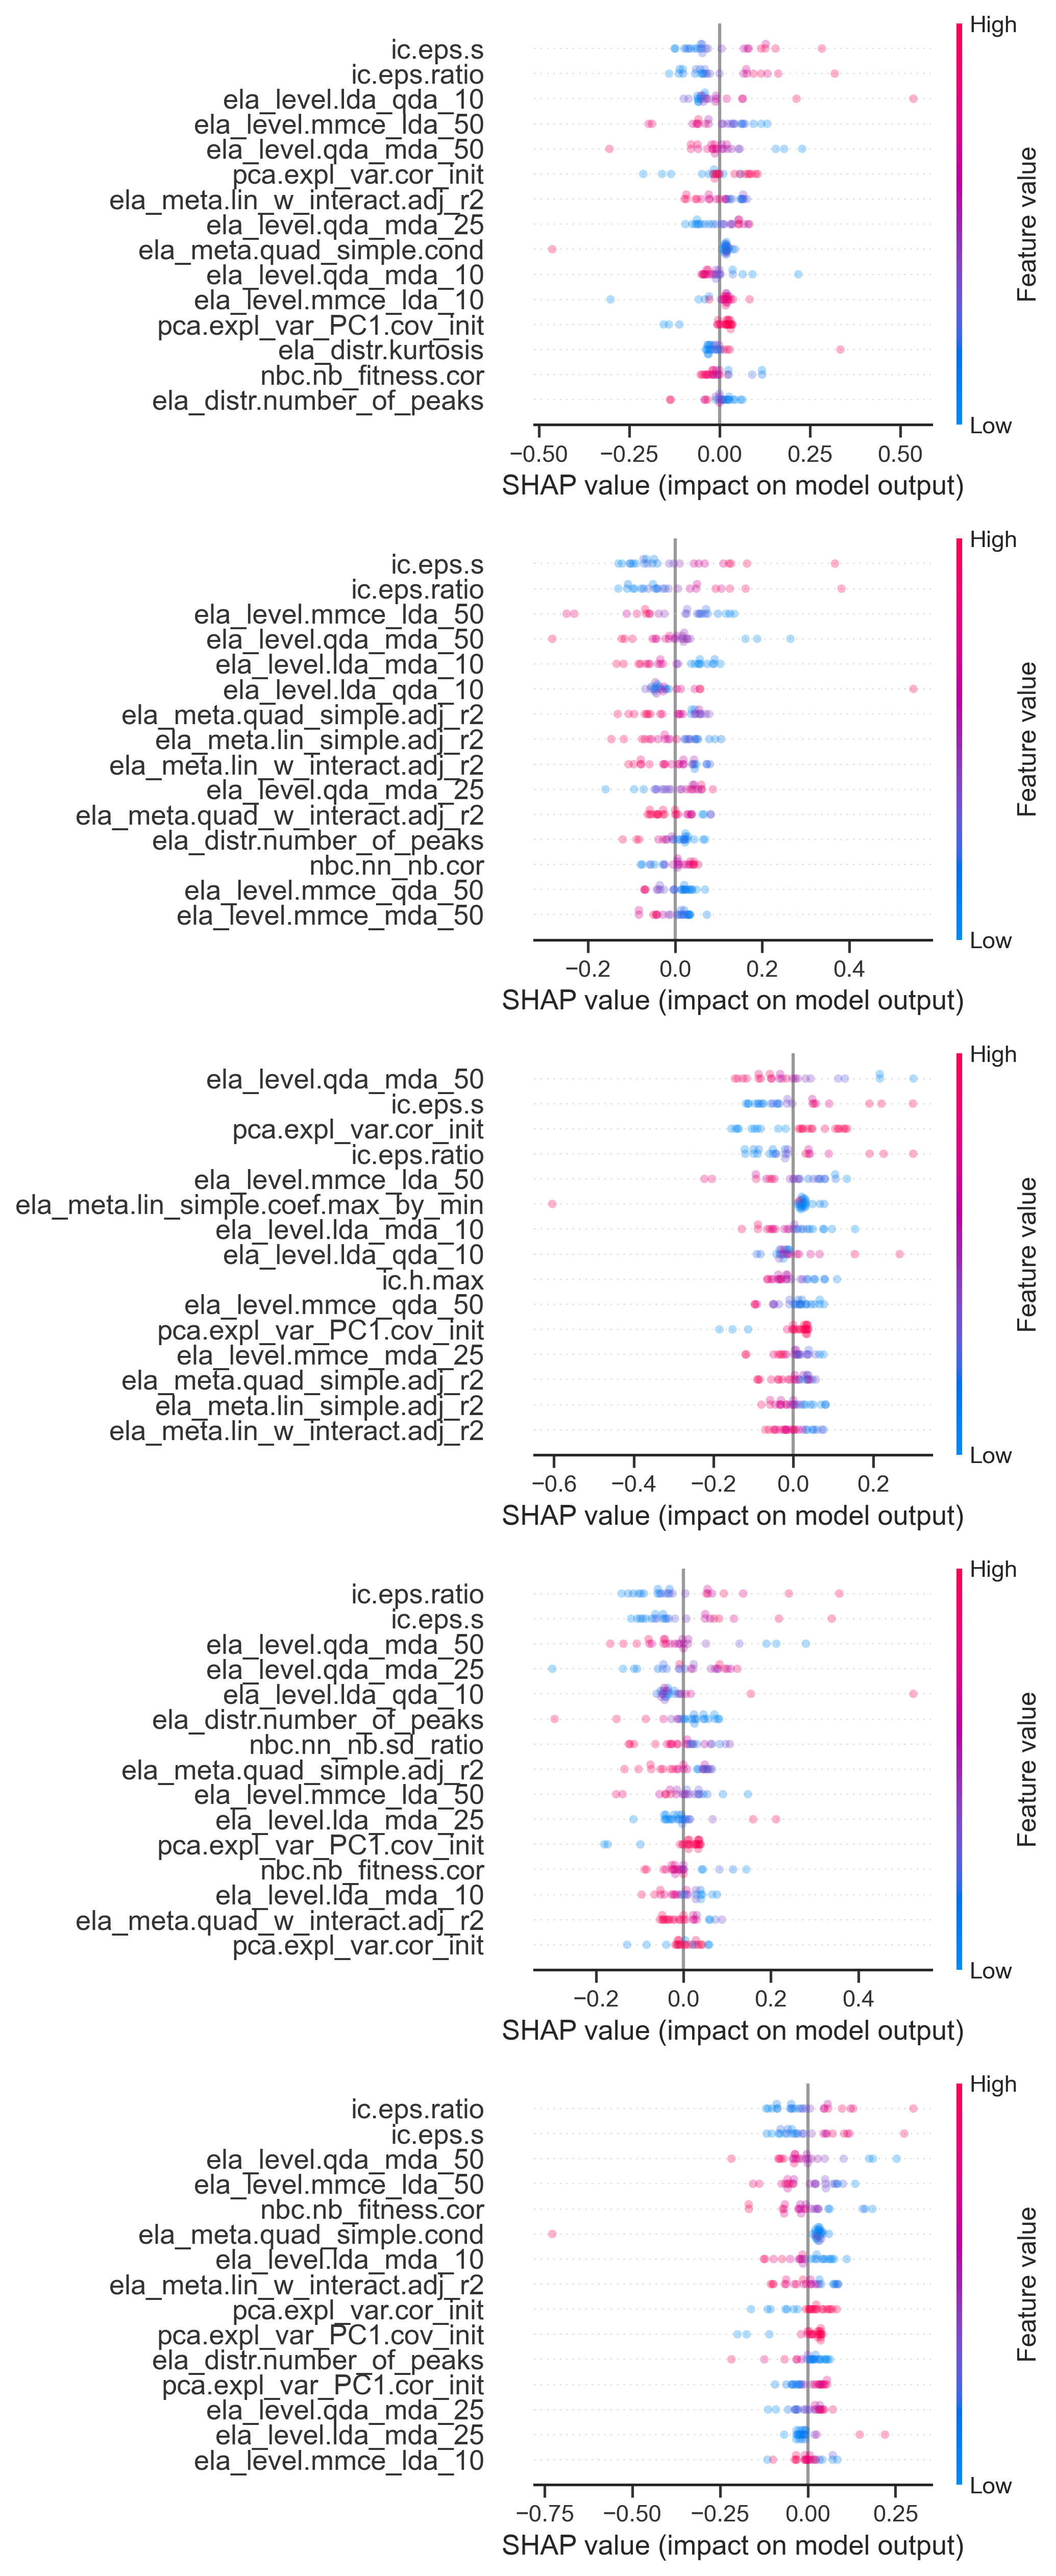 High
ic.eps.s
ic.eps.ratio
ela_level.lda_qda_10
ela_level.mmce_lda_50
ela_level.qda_mda_50
pca.expl_var.cor_init
ela_meta.lin_w_interact.adj_r2
ela_level.qda_mda_25
ela_meta.quad_simple.cond
ela_level.qda_mda_10
ela_level.mmce_lda_10
pca.expl_var_PC1.cov_init
ela_distr.kurtosis
nbc.nb_fitness.cor
ela_distr.number_of_peaks
Feature value
Low
−0.50 −0.25 0.00 0.25 0.50
SHAP value (impact on model output)
High
ic.eps.s
ic.eps.ratio
ela_level.mmce_lda_50
ela_level.qda_mda_50
ela_level.lda_mda_10
ela_level.lda_qda_10
ela_meta.quad_simple.adj_r2
ela_meta.lin_simple.adj_r2
ela_meta.lin_w_interact.adj_r2
ela_level.qda_mda_25
ela_meta.quad_w_interact.adj_r2
ela_distr.number_of_peaks
nbc.nn_nb.cor
ela_level.mmce_qda_50
ela_level.mmce_mda_50
Feature value
Low
−0.2 0.0 0.2 0.4
SHAP value (impact on model output)
High
ela_level.qda_mda_50
ic.eps.s
pca.expl_var.cor_init
ic.eps.ratio
ela_level.mmce_lda_50
ela_meta.lin_simple.coef.max_by_min
ela_level.lda_mda_10
ela_level.lda_qda_10
ic.h.max
ela_level.mmce_qda_50
pca.expl_var_PC1.cov_init
ela_level.mmce_mda_25
ela_meta.quad_simple.adj_r2
ela_meta.lin_simple.adj_r2
ela_meta.lin_w_interact.adj_r2
Feature value
Low
−0.6 −0.4 −0.2 0.0 0.2
SHAP value (impact on model output)
High
ic.eps.ratio
ic.eps.s
ela_level.qda_mda_50
ela_level.qda_mda_25
ela_level.lda_qda_10
ela_distr.number_of_peaks
nbc.nn_nb.sd_ratio
ela_meta.quad_simple.adj_r2
ela_level.mmce_lda_50
ela_level.lda_mda_25
pca.expl_var_PC1.cov_init
nbc.nb_fitness.cor
ela_level.lda_mda_10
ela_meta.quad_w_interact.adj_r2
pca.expl_var.cor_init
Feature value
Low
−0.2 0.0 0.2 0.4
SHAP value (impact on model output)
High
ic.eps.ratio
ic.eps.s
ela_level.qda_mda_50
ela_level.mmce_lda_50
nbc.nb_fitness.cor
ela_meta.quad_simple.cond
ela_level.lda_mda_10
ela_meta.lin_w_interact.adj_r2
pca.expl_var.cor_init
pca.expl_var_PC1.cov_init
ela_distr.number_of_peaks
pca.expl_var_PC1.cor_init
ela_level.qda_mda_25
ela_level.lda_mda_25
ela_level.mmce_lda_10
Feature value
Low
−0.75 −0.50 −0.25 0.00 0.25
SHAP value (impact on model output)